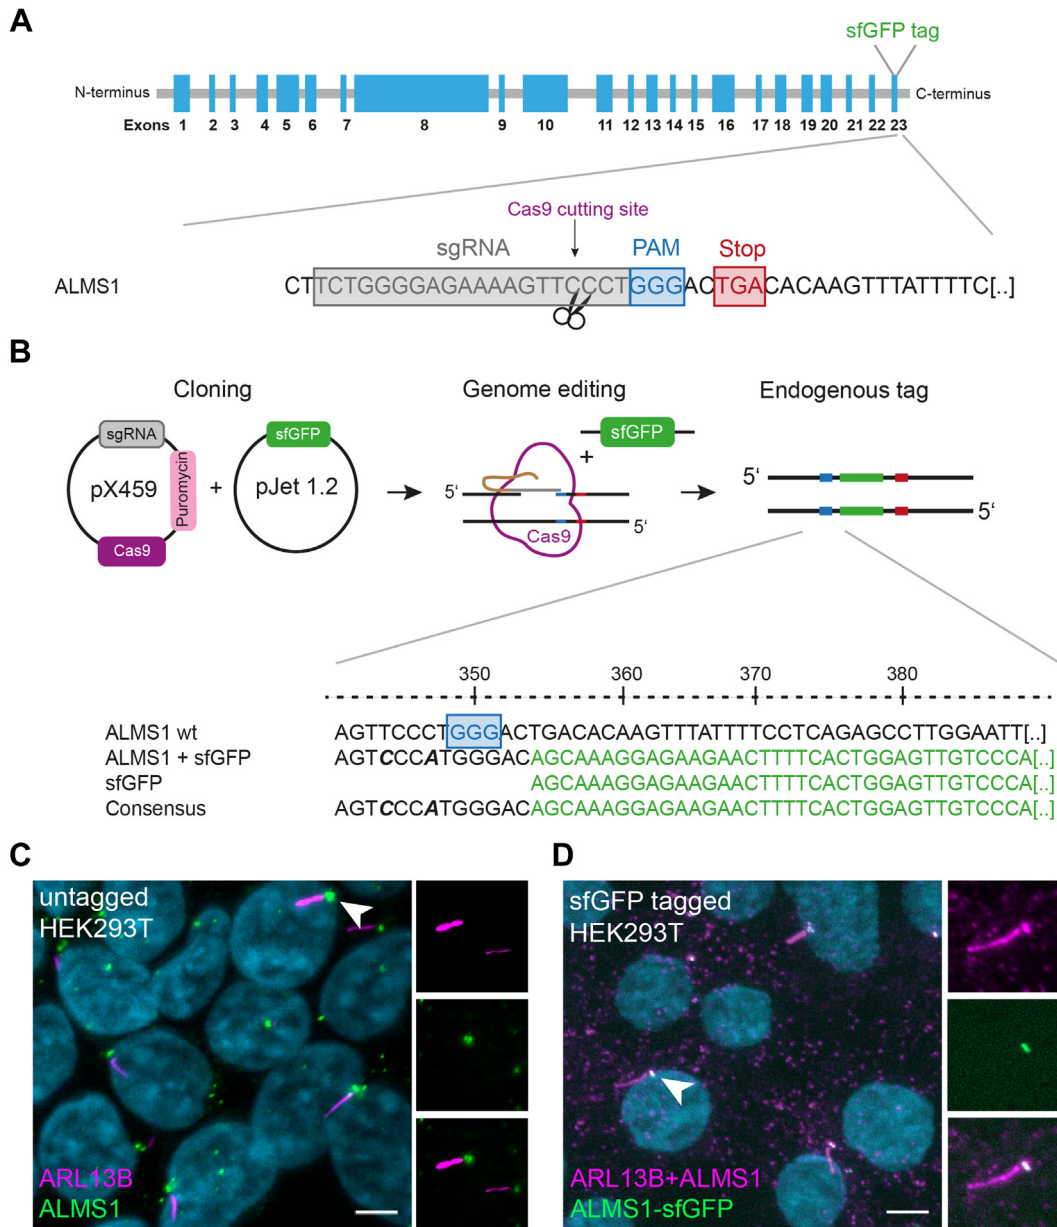 A
sfGFP tag
N-terminus
C-terminus
Exons 1 2 3 4 5 6 7 8 9 10 11 12 13 14 15 16 17 18 19 20 21 22 23
Cas9 cutting site
sgRNA PAM Stop
ALMS1 CTTCTGGGGAGAAAAGTTCCCTGGGACTGACACAAGTTTATTTTC[..]
B
Cloning Genome editing Endogenous tag
sgRNA sfGFP sfGFP
Puromycin
pX459 + pJet 1.2 + 5‘
Cas9 Cas9 5‘ 5‘
350 360 370 380
ALMS1 wt AGTTCCCTGGGACTGACACAAGTTTATTTTCCTCAGAGCCTTGGAATT[..]
ALMS1 + sfGFP AGTCCCATGGGACAGCAAAGGAGAAGAACTTTTCACTGGAGTTGTCCCA[..]
sfGFP AGCAAAGGAGAAGAACTTTTCACTGGAGTTGTCCCA[..]
Consensus AGTCCCATGGGACAGCAAAGGAGAAGAACTTTTCACTGGAGTTGTCCCA[..]
C
untagged
HEK293T
ARL13B
ALMS1
D
sfGFP tagged
HEK293T
ARL13B+ALMS1
ALMS1-sfGFP